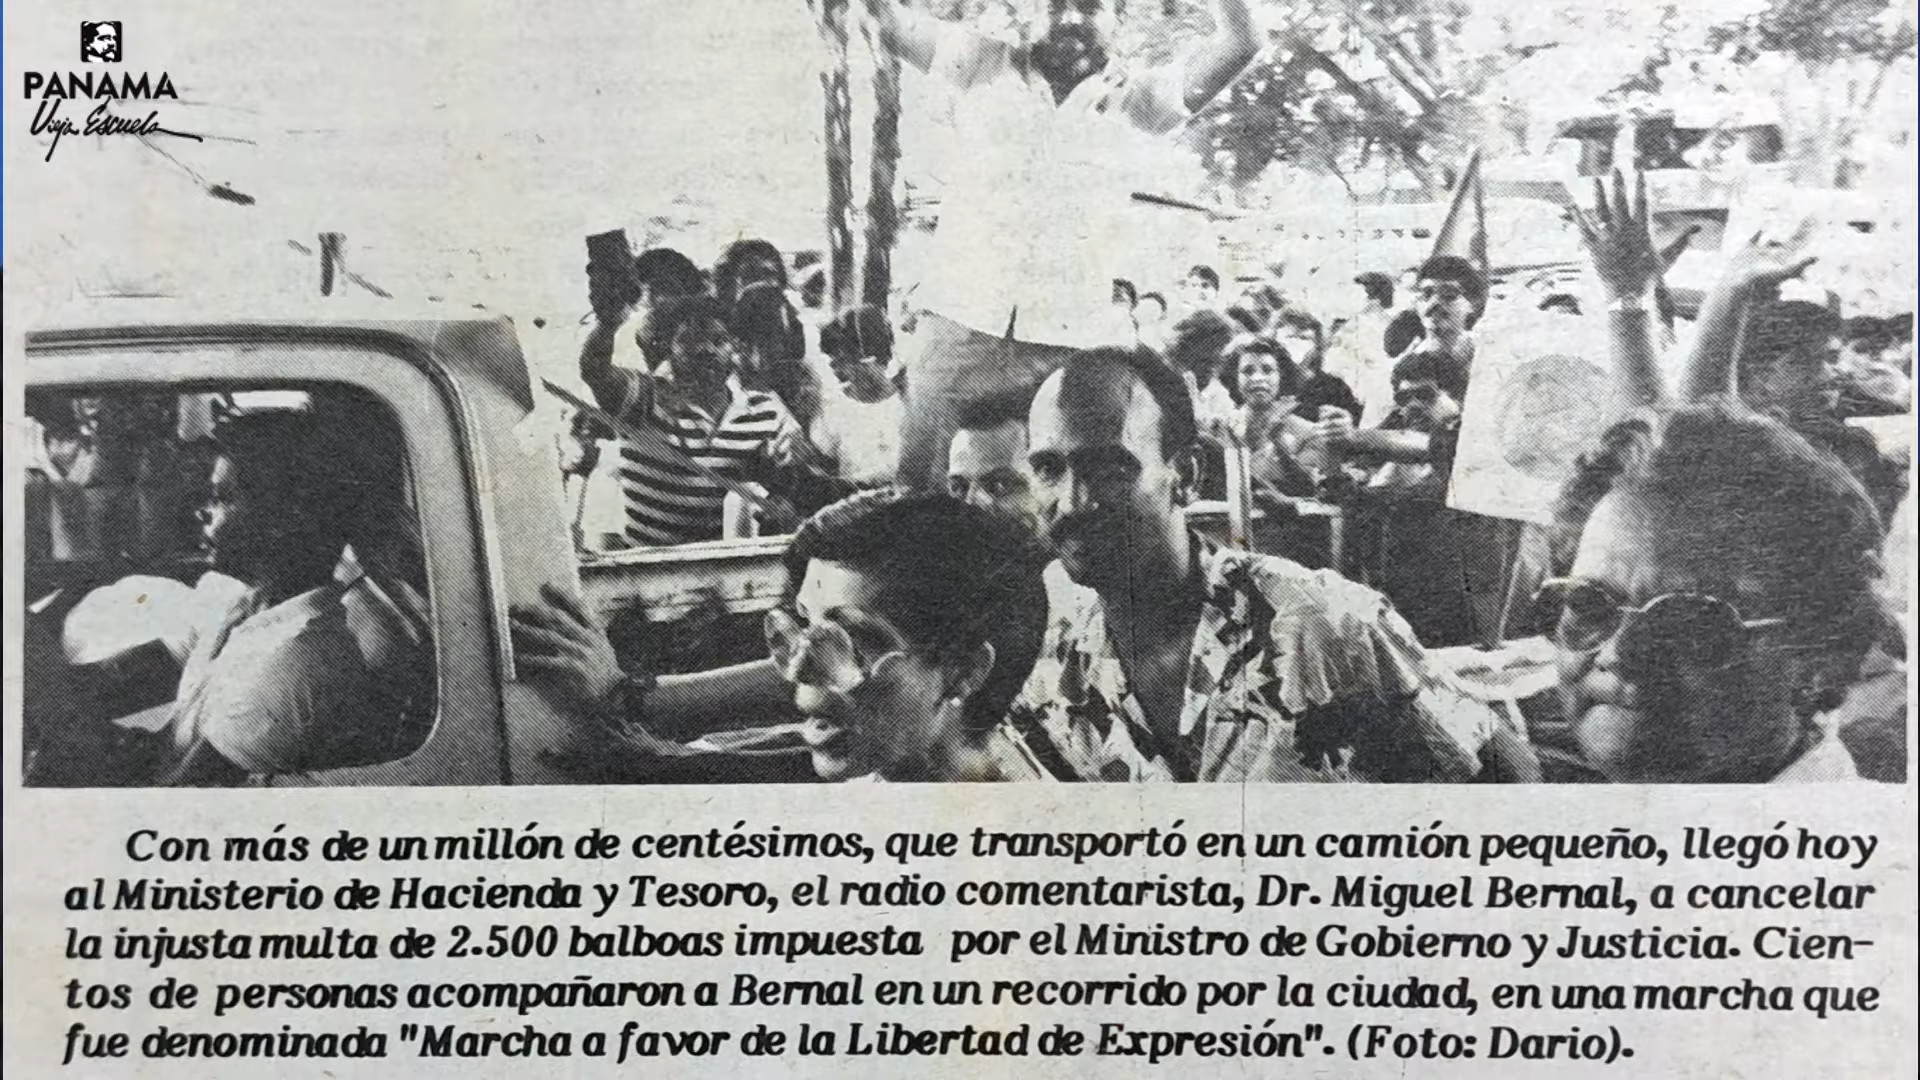 PANAMA
Vieja Escuela
Con más de un millón de centésimos, que transportó en un camión pequeño, llegó hoy
al Ministerio de Hacienda y Tesoro, el radio comentarista, Dr. Miguel Bernal, a cancelar
la injusta multa de 2.500 balboas impuesta por el Ministro de Gobierno y Justicia. Cien-
tos de personas acompañaron a Bernal en un recorrido por la ciudad, en una marcha que
fue denominada "Marcha a favor de la Libertad de Expresión". (Foto: Dario).